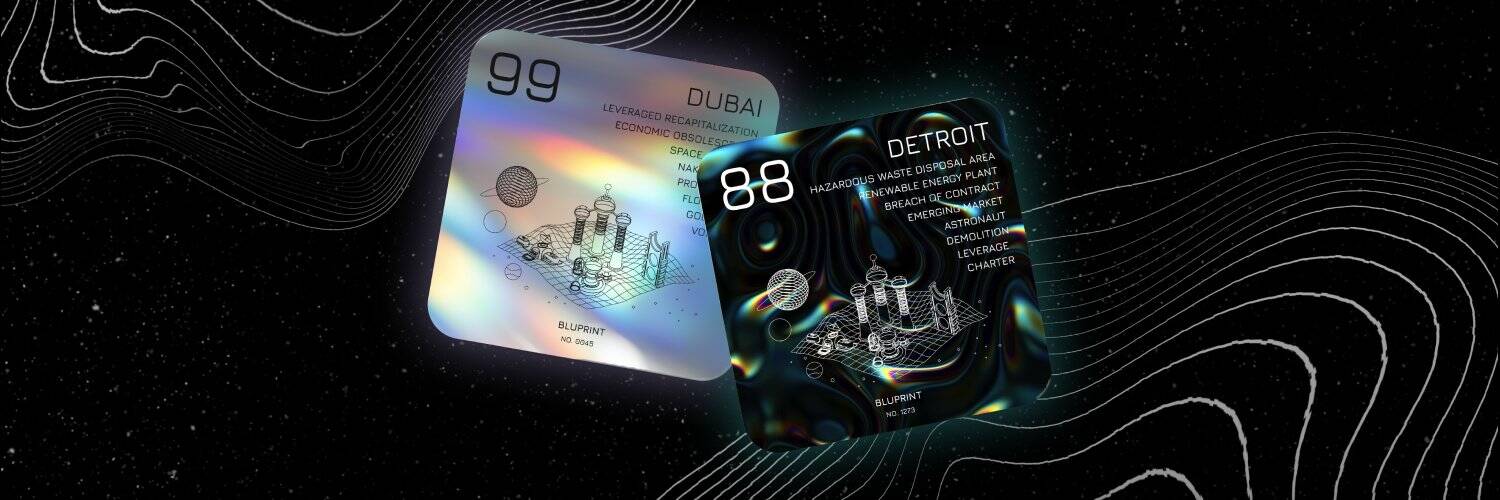 99
DUBAI
LEVERAGED RECAPITALIZATION
ECONOMIC
SPACE
BLUPRINT
NO. 0045
88
DETROIT
HAZARDOUS WASTE DISPOSAL AREA
RENEWABLE ENERGY PLANT
BREACH OF CONTRACT
EMERGING MARKET
ASTRONAUT
DEMOLITION
LEVERAGE
CHARTER
BLUPRINT
NO. 1273